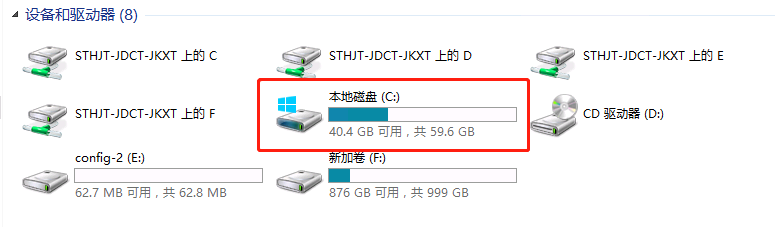 设备和驱动器 (8)
STHJT-JDCT-JKXT 上的 C
STHJT-JDCT-JKXT 上的 D
STHJT-JDCT-JKXT 上的 E
STHJT-JDCT-JKXT 上的 F
本地磁盘 (C:)
40.4 GB 可用，共 59.6 GB
CD 驱动器 (D:)
config-2 (E:)
62.7 MB 可用，共 62.8 MB
新加卷 (F:)
876 GB 可用，共 999 GB